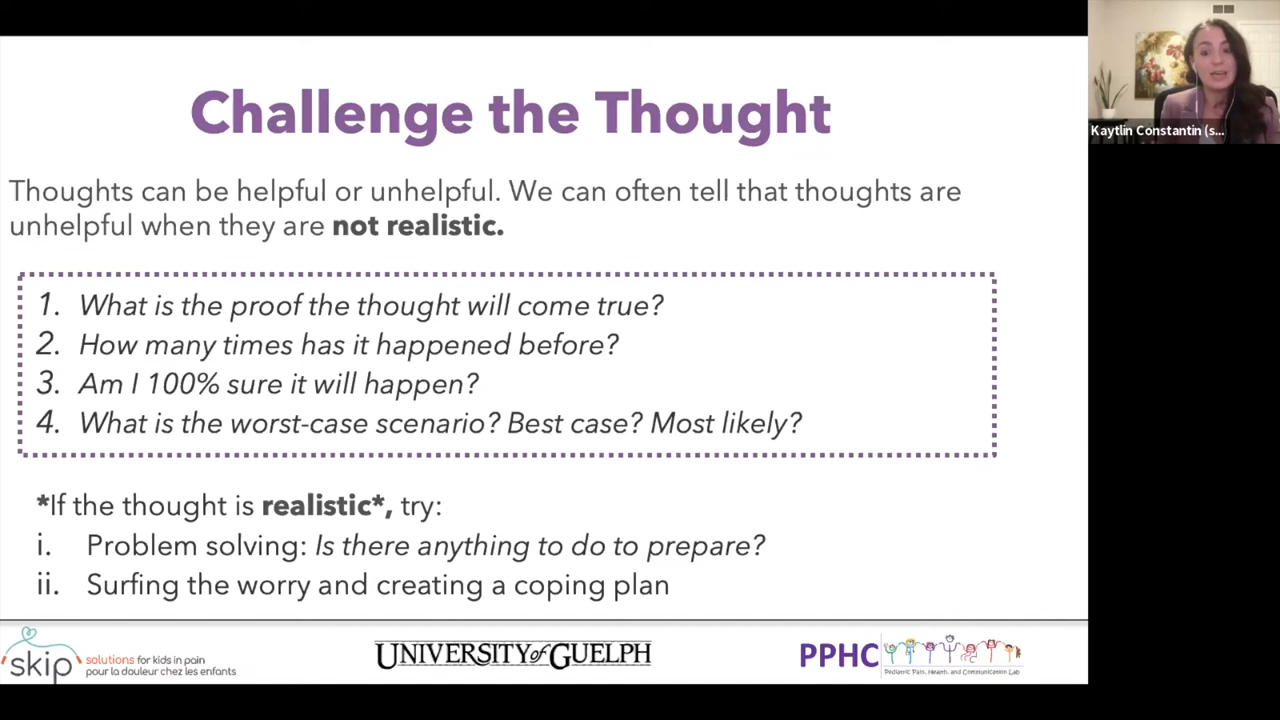 Challenge the Thought
Thoughts can be helpful or unhelpful. We can often tell that thoughts are
unhelpful when they are not realistic.
1. What is the proof the thought will come true?
2. How many times has it happened before?
3. Am I 100% sure it will happen?
4. What is the worst-case scenario? Best case? Most likely?
*If the thought is realistic*, try:
i. Problem solving: Is there anything to do to prepare?
ii. Surfing the worry and creating a coping plan
skip solutions for kids in pain
pour la douleur chez les enfants
UNIVERSITY of GUELPH
PPHC
Pediatric Pain, Health, and Communication Lab
Kaytlin Constantin (s...